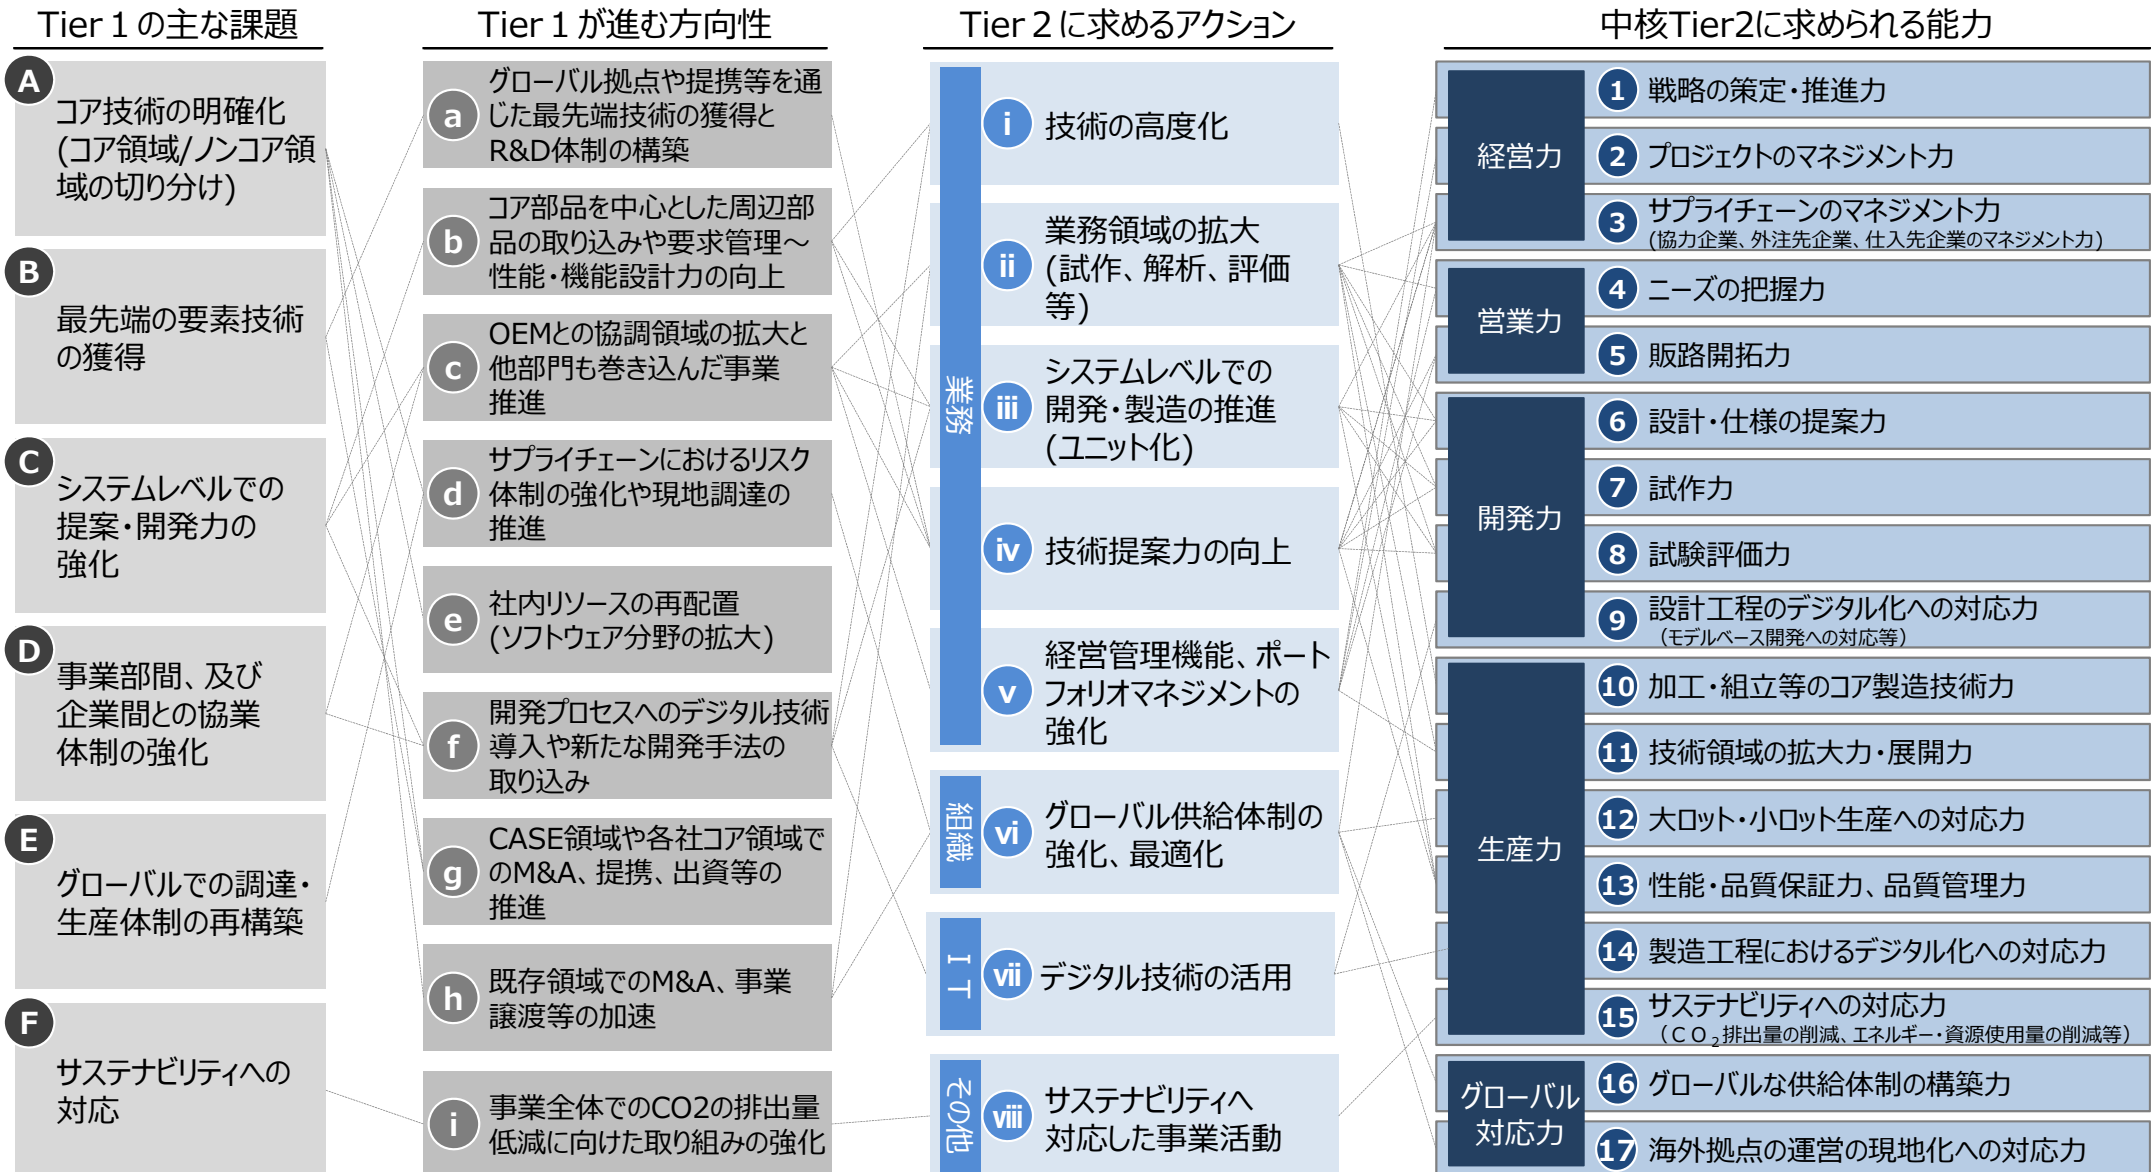 Tier１の主な課題
A
コア技術の明確化
(コア領域/ノンコア領
域の切り分け)
B
最先端の要素技術
の獲得
C
システムレベルでの
提案・開発力の
強化
D
事業部間、及び
企業間との協業
体制の強化
E
グローバルでの調達・
生産体制の再構築
F
サステナビリティへの
対応
Tier１が進む方向性
a
グローバル拠点や提携等を通
じた最先端技術の獲得と
R&D体制の構築
b
コア部品を中心とした周辺部
品の取り込みや要求管理～
性能・機能設計力の向上
c
OEMとの協調領域の拡大と
他部門も巻き込んだ事業
推進
d
サプライチェーンにおけるリスク
体制の強化や現地調達の
推進
e
社内リソースの再配置
(ソフトウェア分野の拡大)
f
開発プロセスへのデジタル技術
導入や新たな開発手法の
取り込み
g
CASE領域や各社コア領域で
のM&A、提携、出資等の
推進
h
既存領域でのM&A、事業
譲渡等の加速
i
事業全体でのCO2の排出量
低減に向けた取り組みの強化
Tier２に求めるアクション
業務
i
技術の高度化
ii
業務領域の拡大
(試作、解析、評価
等)
iii
システムレベルでの
開発・製造の推進
(ユニット化)
iv
技術提案力の向上
v
経営管理機能、ポート
フォリオマネジメントの
強化
組織
vi
グローバル供給体制の
強化、最適化
ＩＴ
vii
デジタル技術の活用
その他
viii
サステナビリティへ
対応した事業活動
中核Tier2に求められる能力
経営力
1 戦略の策定・推進力
2 プロジェクトのマネジメント力
3 サプライチェーンのマネジメント力
(協力企業、外注先企業、仕入先企業のマネジメント力)
営業力
4 ニーズの把握力
5 販路開拓力
開発力
6 設計・仕様の提案力
7 試作力
8 試験評価力
9 設計工程のデジタル化への対応力
（モデルベース開発への対応等）
生産力
10 加工・組立等のコア製造技術力
11 技術領域の拡大力・展開力
12 大ロット・小ロット生産への対応力
13 性能・品質保証力、品質管理力
14 製造工程におけるデジタル化への対応力
15 サステナビリティへの対応力
（ＣＯ₂排出量の削減、エネルギー・資源使用量の削減等）
グローバル
対応力
16 グローバルな供給体制の構築力
17 海外拠点の運営の現地化への対応力